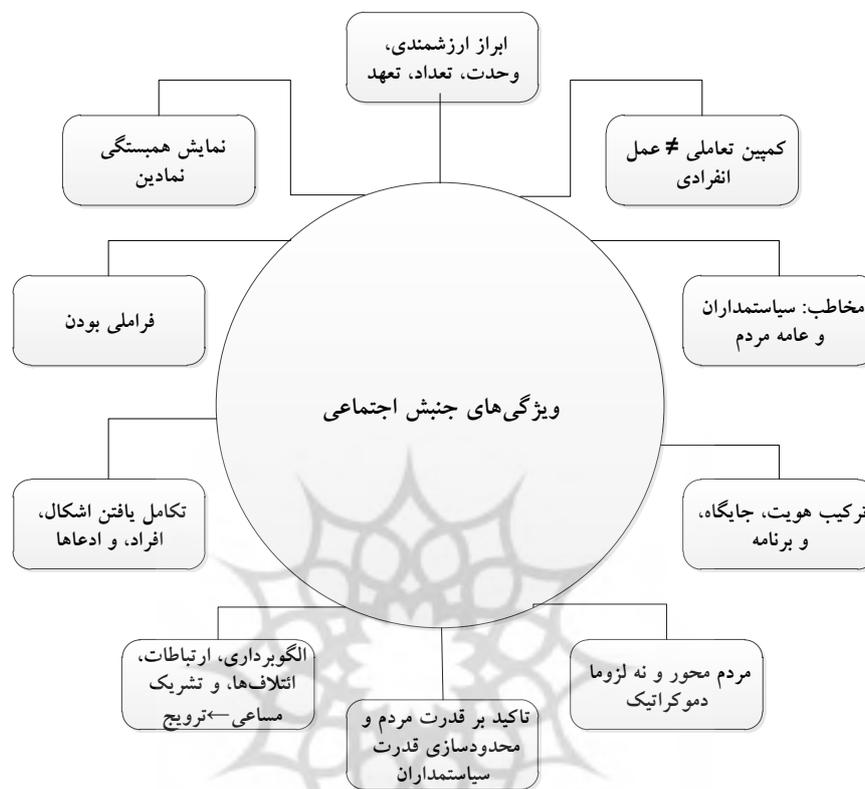 ابراز ارزشمندی،
وحدت، تعداد، تعهد
کمپین تعاملی ≠ عمل
انفرادی
نمایش همبستگی
نمادین
مخاطب: سیاستمداران
و عامه مردم
فراملی بودن
ویژگی‌های جنبش اجتماعی
ترکیب هویت، جایگاه،
و برنامه
تکامل یافتن اشکال،
افراد، و ادعاها
مردم محور و نه لزوما
دموکراتیک
الگوبرداری، ارتباطات،
ائتلاف‌ها، و تشریک
مساعی←ترویج
تاکید بر قدرت مردم و
محدودسازی قدرت
سیاستمداران